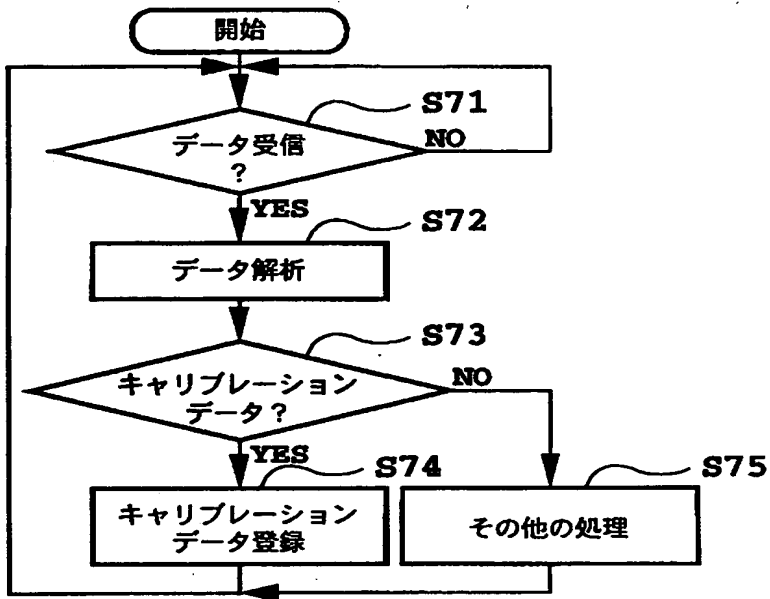 開始
S71
データ受信
?
NO
YES
S72
データ解析
S73
キャリブレーション
データ?
NO
YES
S74
キャリブレーション
データ登録
S75
その他の処理